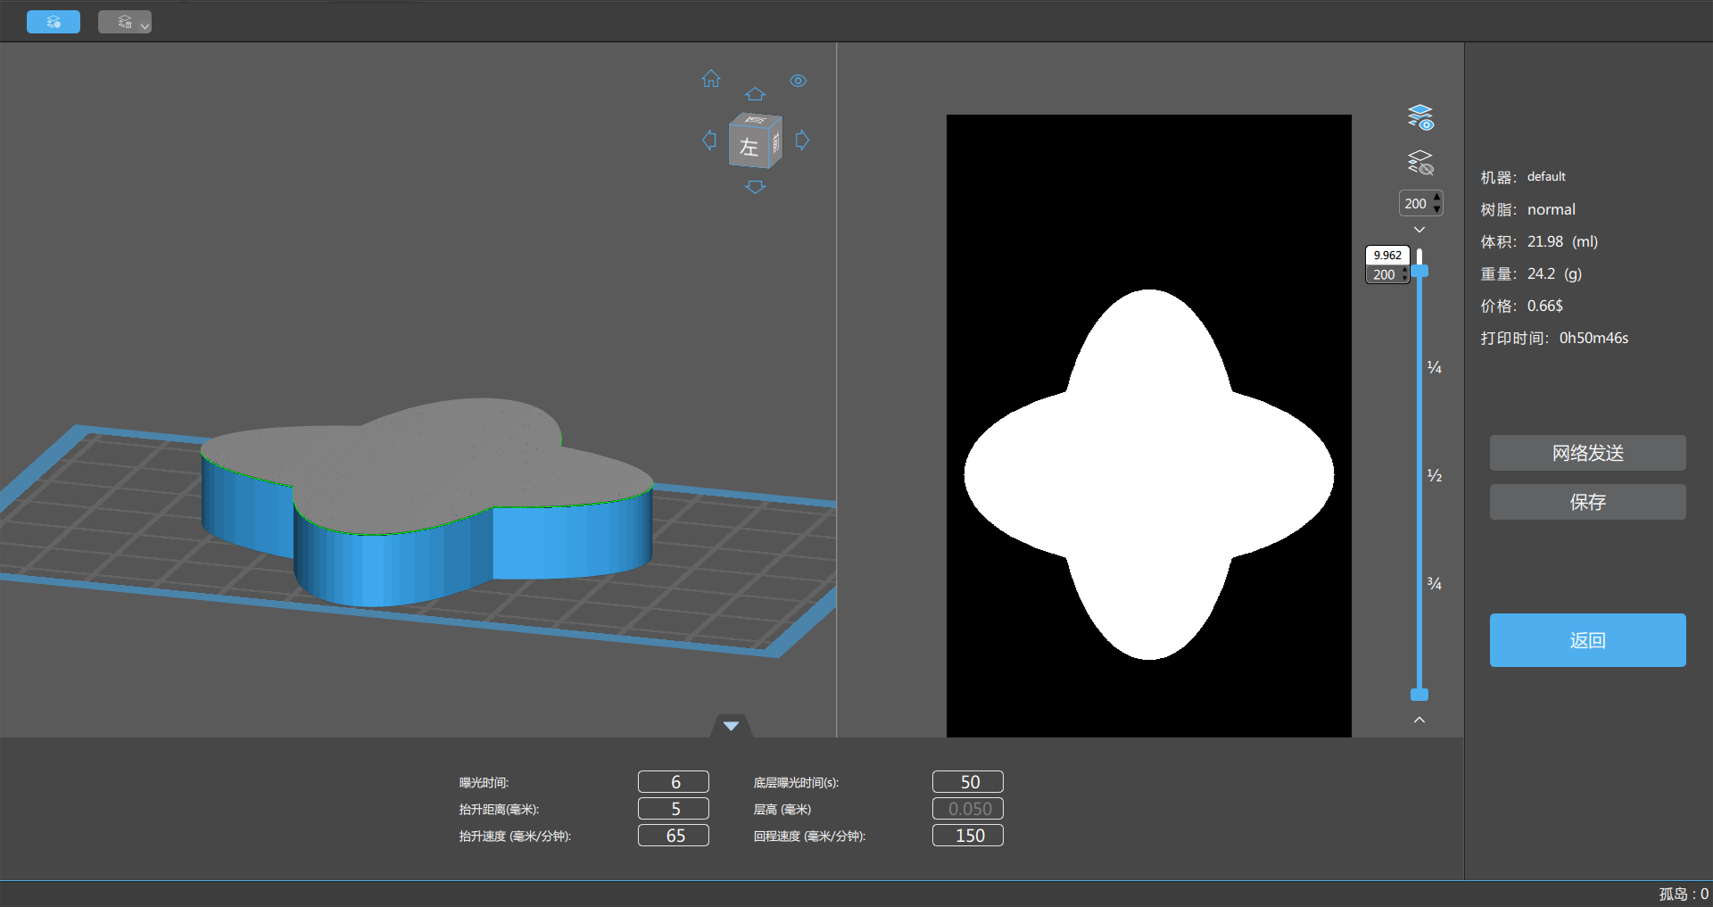 左
200
9.962
200
¼
½
¾
机器： default
树脂： normal
体积： 21.98 (ml)
重量： 24.2 (g)
价格： 0.66$
打印时间： 0h50m46s
网络发送
保存
返回
曝光时间: 6 底层曝光时间(s): 50
抬升距离(毫米): 5 层高 (毫米) 0.050
抬升速度 (毫米/分钟): 65 回程速度 (毫米/分钟): 150
孤岛 : 0